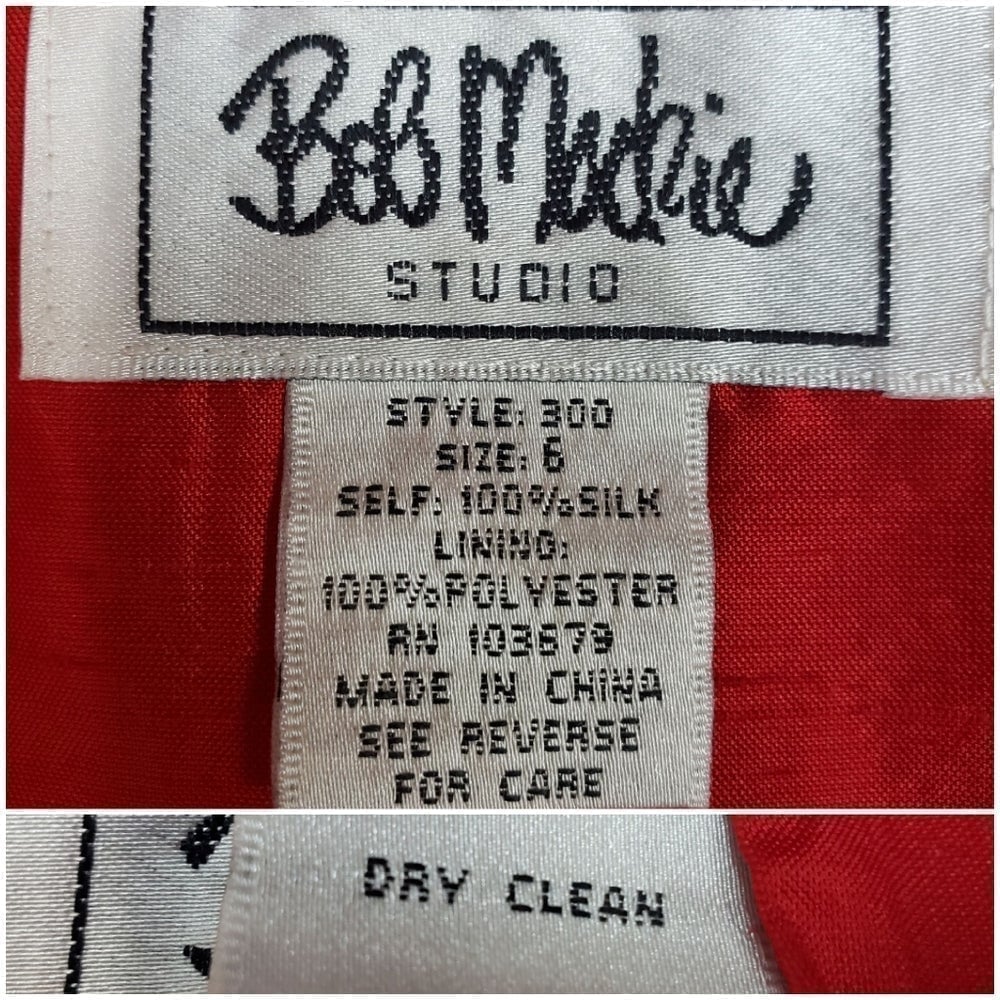 Bob Mackie
STUDIO
STYLE: 300
SIZE: 6
SELF: 100%SILK
LINING:
100%POLYESTER
RN 103679
MADE IN CHINA
SEE REVERSE
FOR CARE
DRY CLEAN